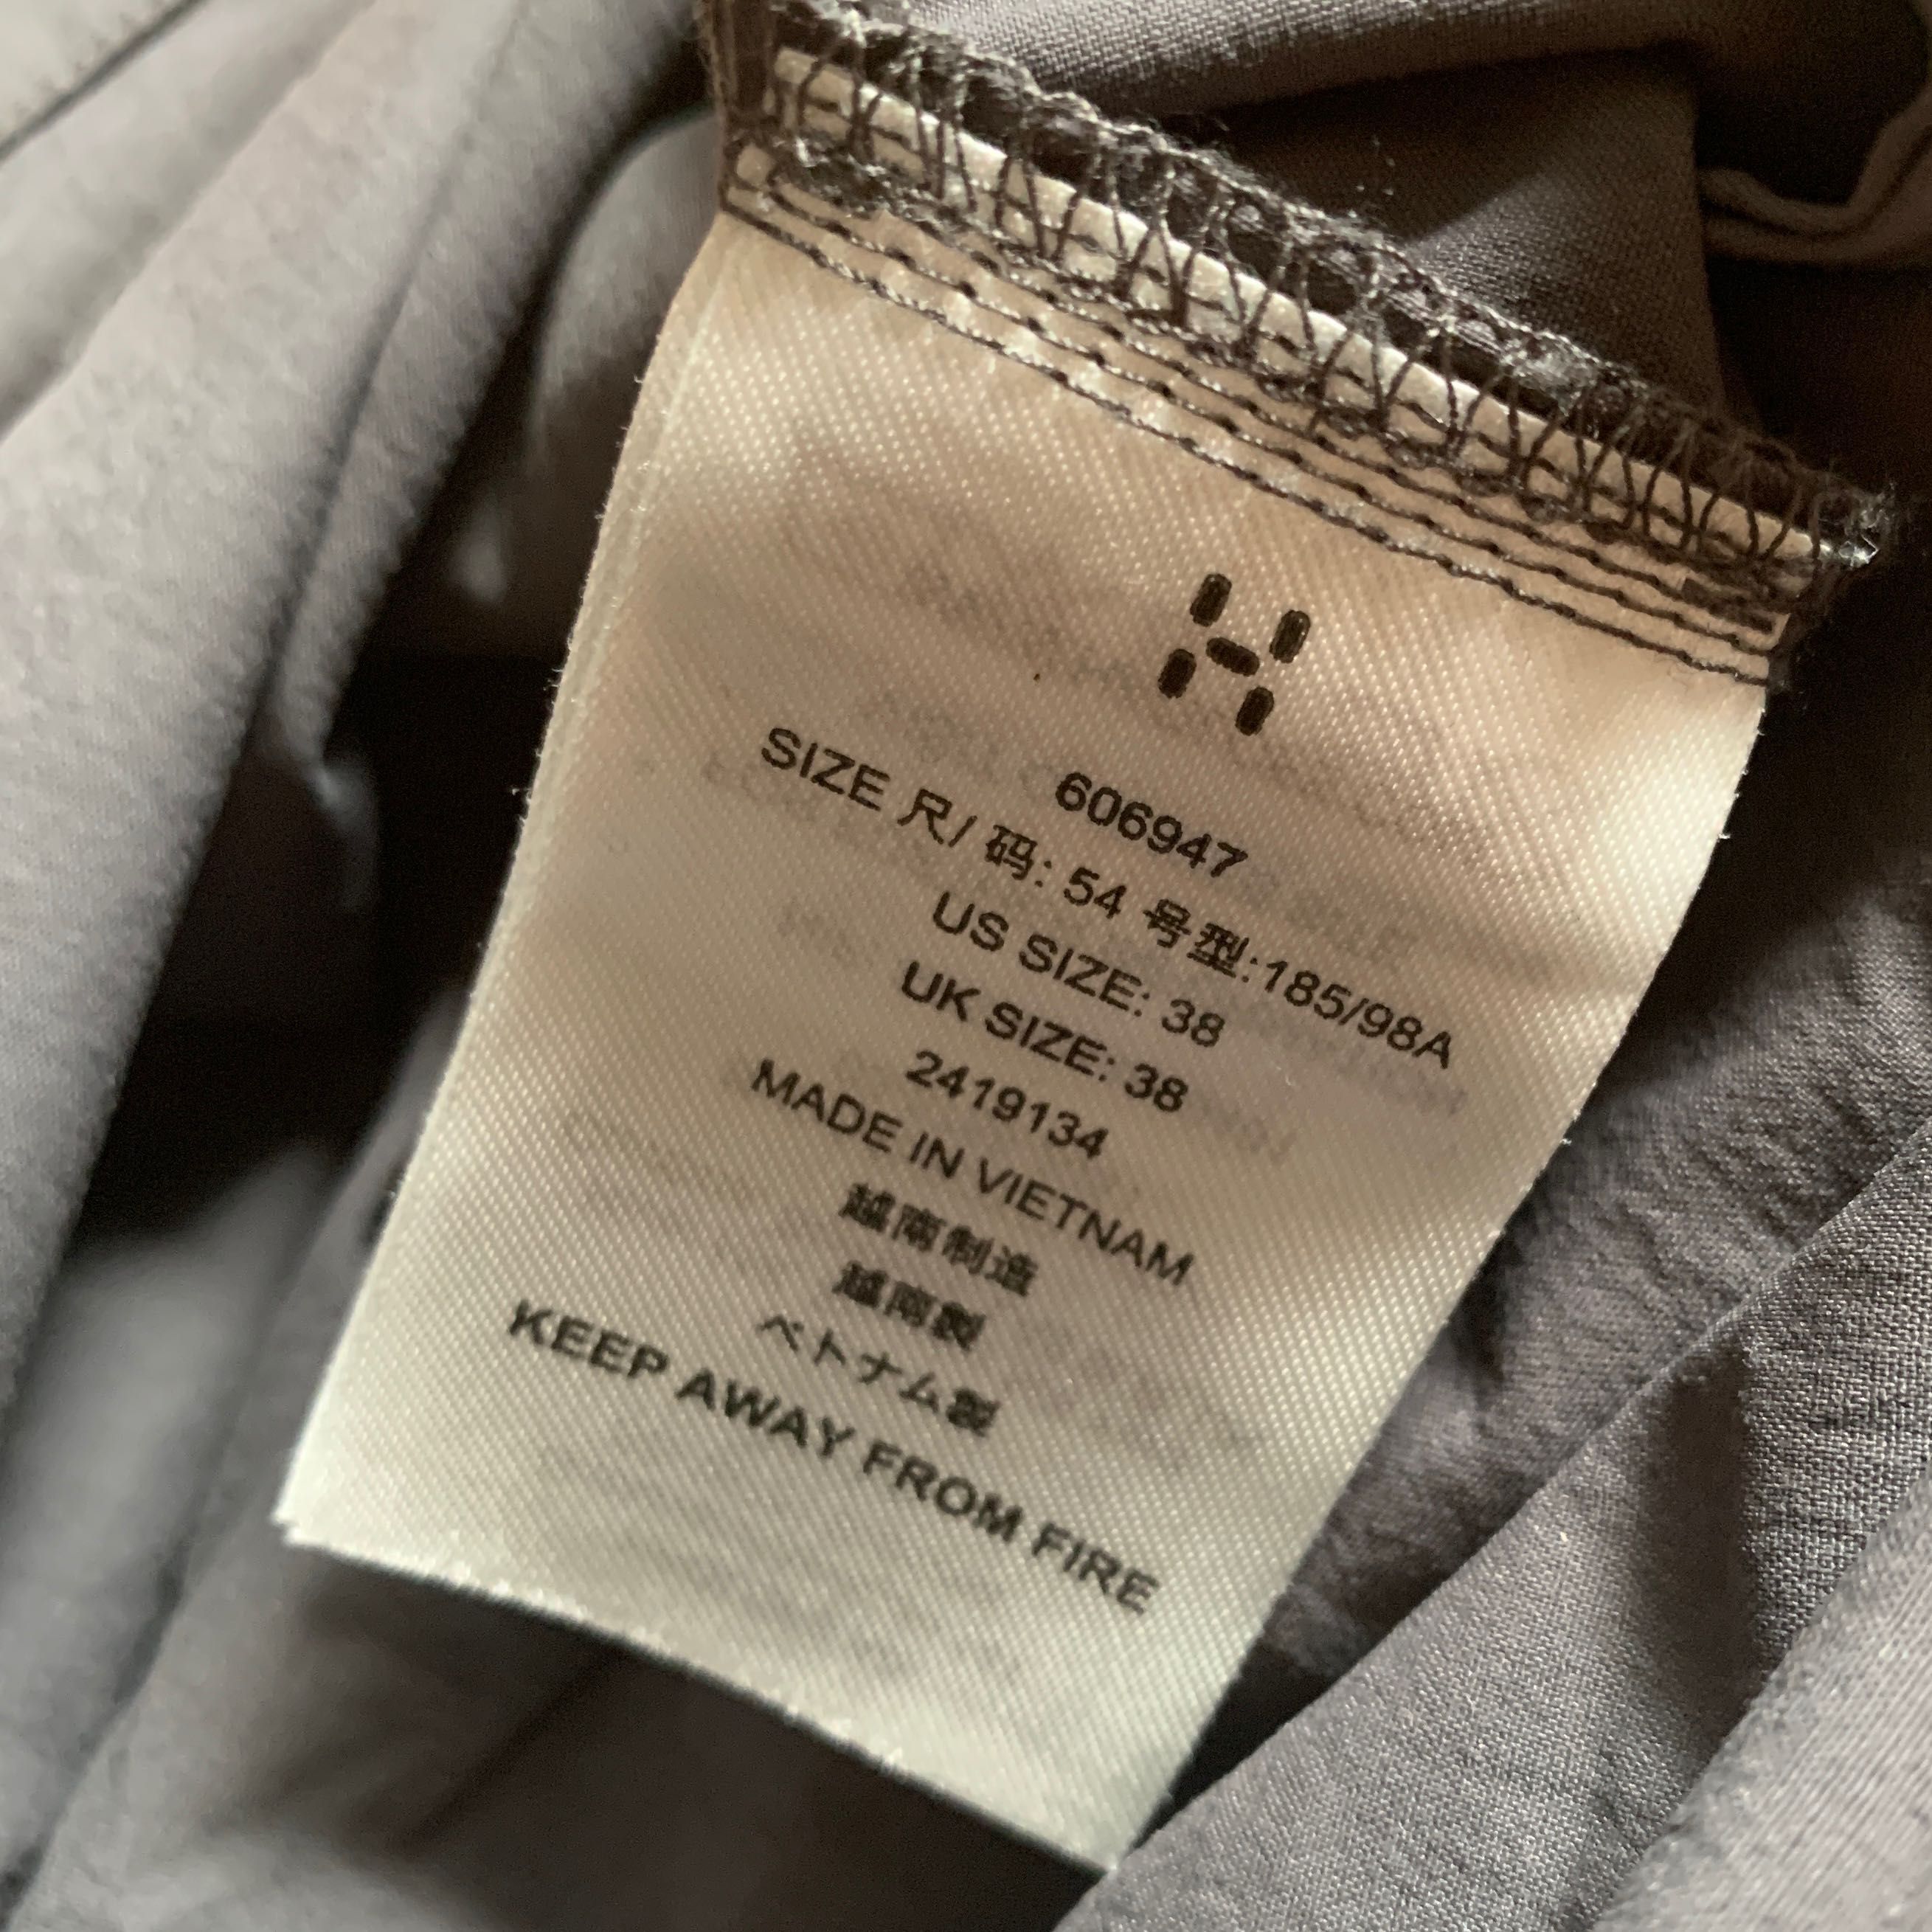 H
606947
SIZE 尺/ 码: 54 号型:185/98A
US SIZE: 38
UK SIZE: 38
2419134
MADE IN VIETNAM
越南制造
越南製
ベトナム製
KEEP AWAY FROM FIRE